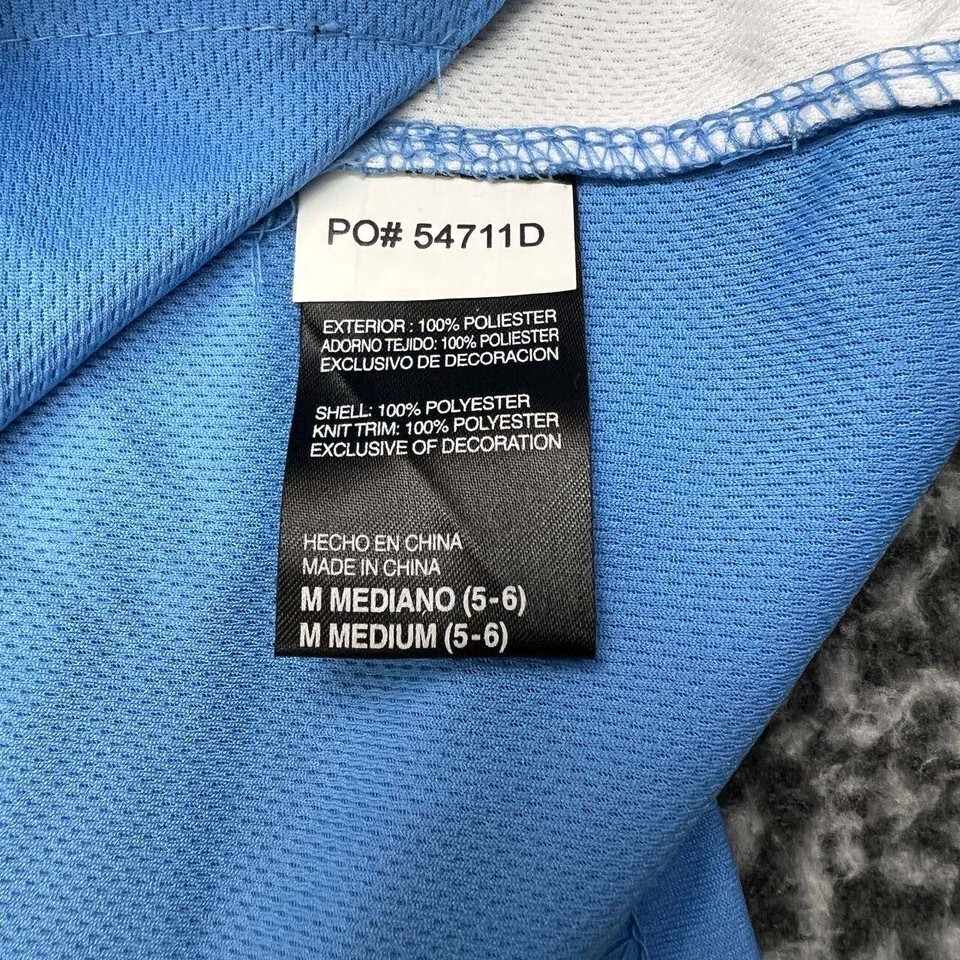 PO# 54711D
EXTERIOR : 100% POLIESTER
ADORNO TEJIDO: 100% POLIESTER
EXCLUSIVO DE DECORACION
SHELL: 100% POLYESTER
KNIT TRIM: 100% POLYESTER
EXCLUSIVE OF DECORATION
HECHO EN CHINA
MADE IN CHINA
M MEDIANO (5-6)
M MEDIUM (5-6)